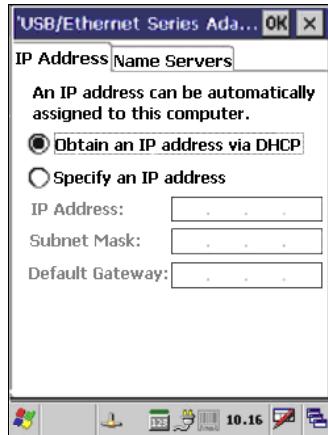 'USB/Ethernet Series Ada... OK ×
IP Address Name Servers
An IP address can be automatically
assigned to this computer.
Obtain an IP address via DHCP
Specify an IP address
IP Address: . . .
Subnet Mask: . . .
Default Gateway: . . .
123 10.16